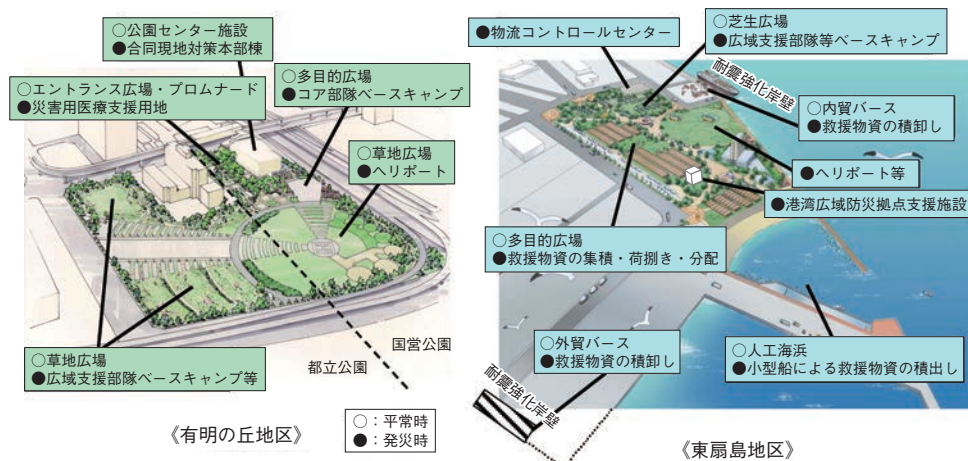 ○公園センター施設
●合同現地対策本部棟
○エントランス広場・プロムナード
●災害用医療支援用地
○多目的広場
●コア部隊ベースキャンプ
○草地広場
●ヘリポート
○草地広場
●広域支援部隊ベースキャンプ等
国営公園
都立公園
○：平常時
●：発災時
《有明の丘地区》
●物流コントロールセンター
○芝生広場
●広域支援部隊等ベースキャンプ
耐震強化岸壁
○内貿バース
●救援物資の積卸し
●ヘリポート等
●港湾広域防災拠点支援施設
○多目的広場
●救援物資の集積・荷捌き・分配
○外貿バース
●救援物資の積卸し
耐震強化岸壁
○人工海浜
●小型船による救援物資の積出し
《東扇島地区》